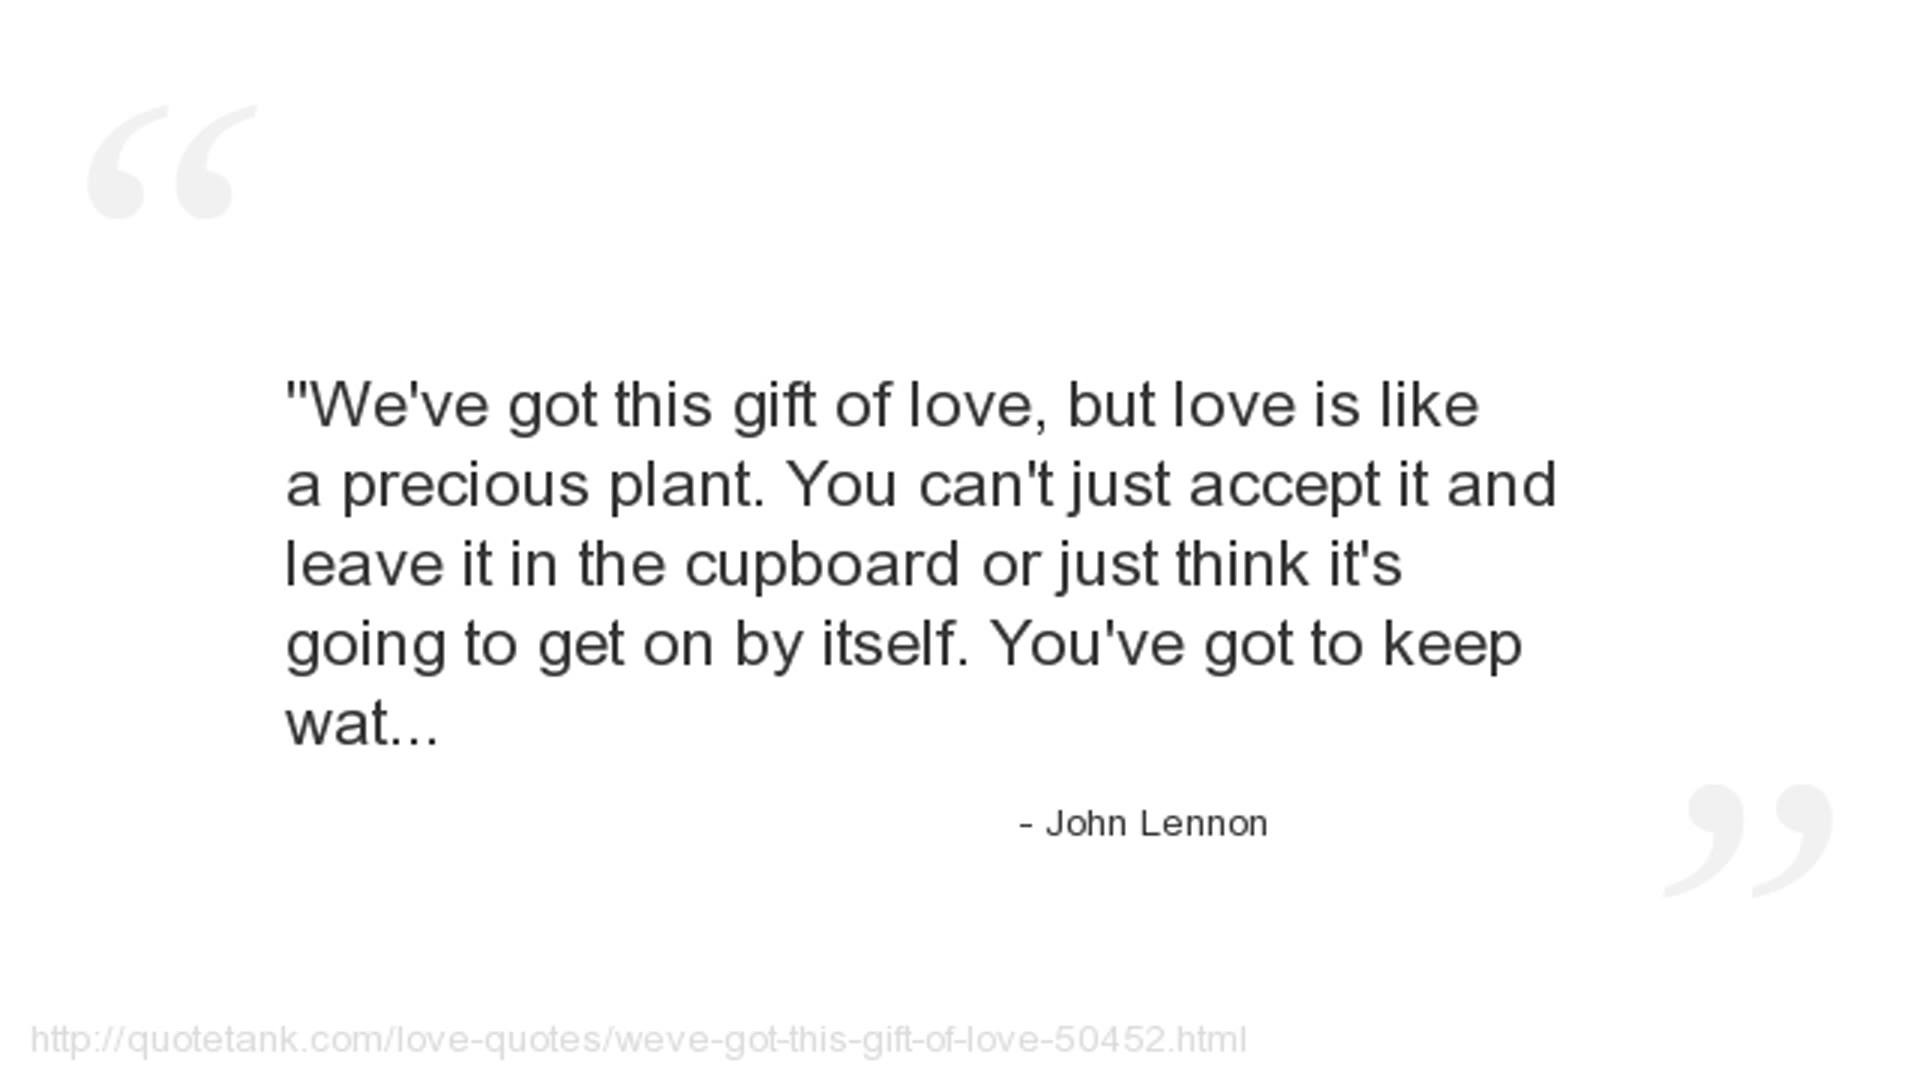 “
"We've got this gift of love, but love is like
a precious plant. You can't just accept it and
leave it in the cupboard or just think it's
going to get on by itself. You've got to keep
wat...
- John Lennon
”
http://quotetank.com/love-quotes/weve-got-this-gift-of-love-50452.html